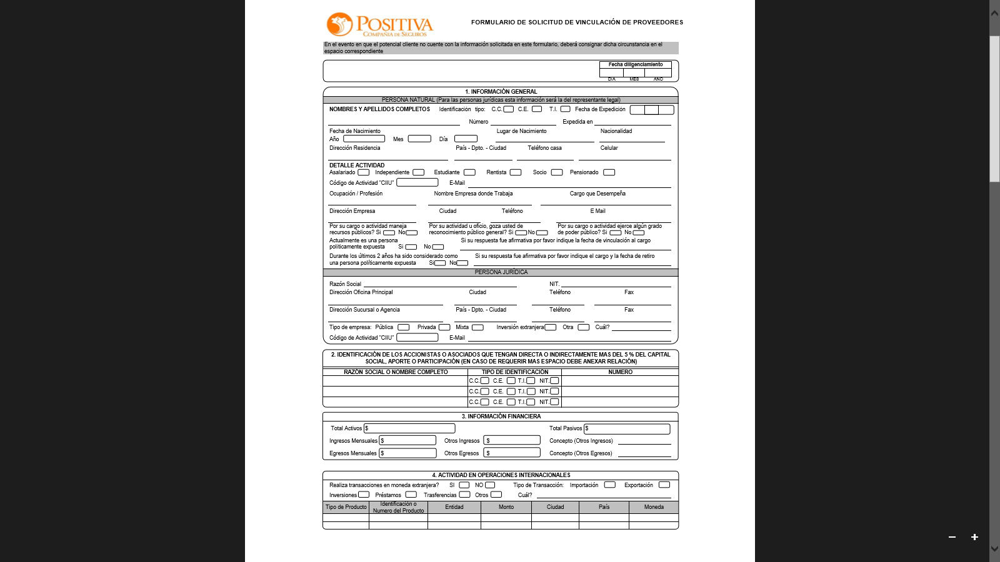 POSITIVA
COMPAÑIA DE SEGUROS
FORMULARIO DE SOLICITUD DE VINCULACIÓN DE PROVEEDORES
En el evento en que el potencial cliente no cuente con la información solicitada en este formulario, deberá consignar dicha circunstancia en el
espacio correspondiente
Fecha diligenciamiento
DIA MES AÑO
1. INFORMACIÓN GENERAL
PERSONA NATURAL (Para las personas jurídicas esta información será la del representante legal)
NOMBRES Y APELLIDOS COMPLETOS Identificación tipo: C.C. C.E. T.I. Fecha de Expedición
Número Expedida en
Fecha de Nacimiento Lugar de Nacimiento Nacionalidad
Año Mes Día
Dirección Residencia País - Dpto. - Ciudad Teléfono casa Celular
DETALLE ACTIVIDAD
Asalariado Independiente Estudiante Rentista Socio Pensionado
Código de Actividad "CIIU" E-Mail
Ocupación / Profesión Nombre Empresa donde Trabaja Cargo que Desempeña
Dirección Empresa Ciudad Teléfono E Mail
Por su cargo o actividad maneja Por su actividad u oficio, goza usted de Por su cargo o actividad ejerce algún grado
recursos públicos? Si No reconocimiento público general? Si No de poder público? Si No
Actualmente es una persona Si su respuesta fue afirmativa por favor indique la fecha de vinculación al cargo
políticamente expuesta Si No
Durante los últimos 2 años ha sido considerado como Si su respuesta fue afirmativa por favor indique el cargo y la fecha de retiro
una persona políticamente expuesta Si No
PERSONA JURÍDICA
Razón Social NIT.
Dirección Oficina Principal Ciudad Teléfono Fax
Dirección Sucursal o Agencia País - Dpto. - Ciudad Teléfono Fax
Tipo de empresa: Pública Privada Mixta Inversión extranjera Otra Cuál?
Código de Actividad "CIIU" E-Mail
2. IDENTIFICACIÓN DE LOS ACCIONISTAS O ASOCIADOS QUE TENGAN DIRECTA O INDIRECTAMENTE MAS DEL 5 % DEL CAPITAL
SOCIAL, APORTE O PARTICIPACIÓN (EN CASO DE REQUERIR MAS ESPACIO DEBE ANEXAR RELACIÓN)
RAZÓN SOCIAL O NOMBRE COMPLETO TIPO DE IDENTIFICACIÓN NUMERO
C.C. C.E. T.I. NIT.
C.C. C.E. T.I. NIT.
C.C. C.E. T.I. NIT.
3. INFORMACIÓN FINANCIERA
Total Activos $ Total Pasivos $
Ingresos Mensuales $ Otros Ingresos $ Concepto (Otros Ingresos)
Egresos Mensuales $ Otros Egresos $ Concepto (Otros Egresos)
4. ACTIVIDAD EN OPERACIONES INTERNACIONALES
Realiza transacciones en moneda extranjera? SI NO Tipo de Transacción: Importación Exportación
Inversiones Préstamos Trasferencias Otros Cuál?
Tipo de Producto Identificación o Numero del Producto Entidad Monto Ciudad País Moneda